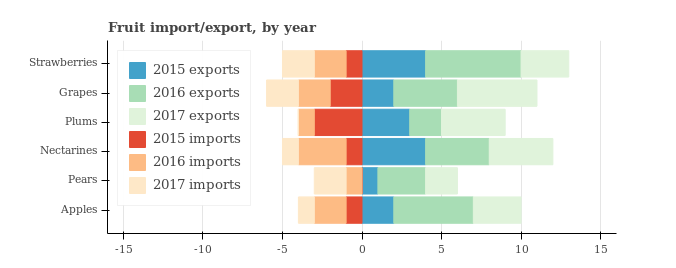 Fruit import/export, by year
Strawberries
Grapes
Plums
Nectarines
Pears
Apples
2015 exports
2016 exports
2017 exports
2015 imports
2016 imports
2017 imports
-15 -10 -5 0 5 10 15